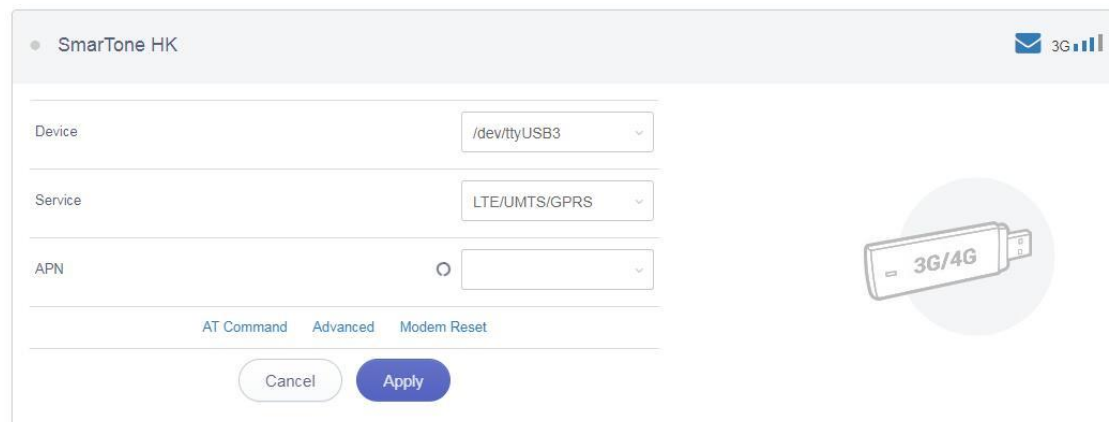 SmarTone HK
3G
Device
/dev/ttyUSB3
Service
LTE/UMTS/GPRS
APN
3G/4G
AT Command Advanced Modem Reset
Cancel Apply